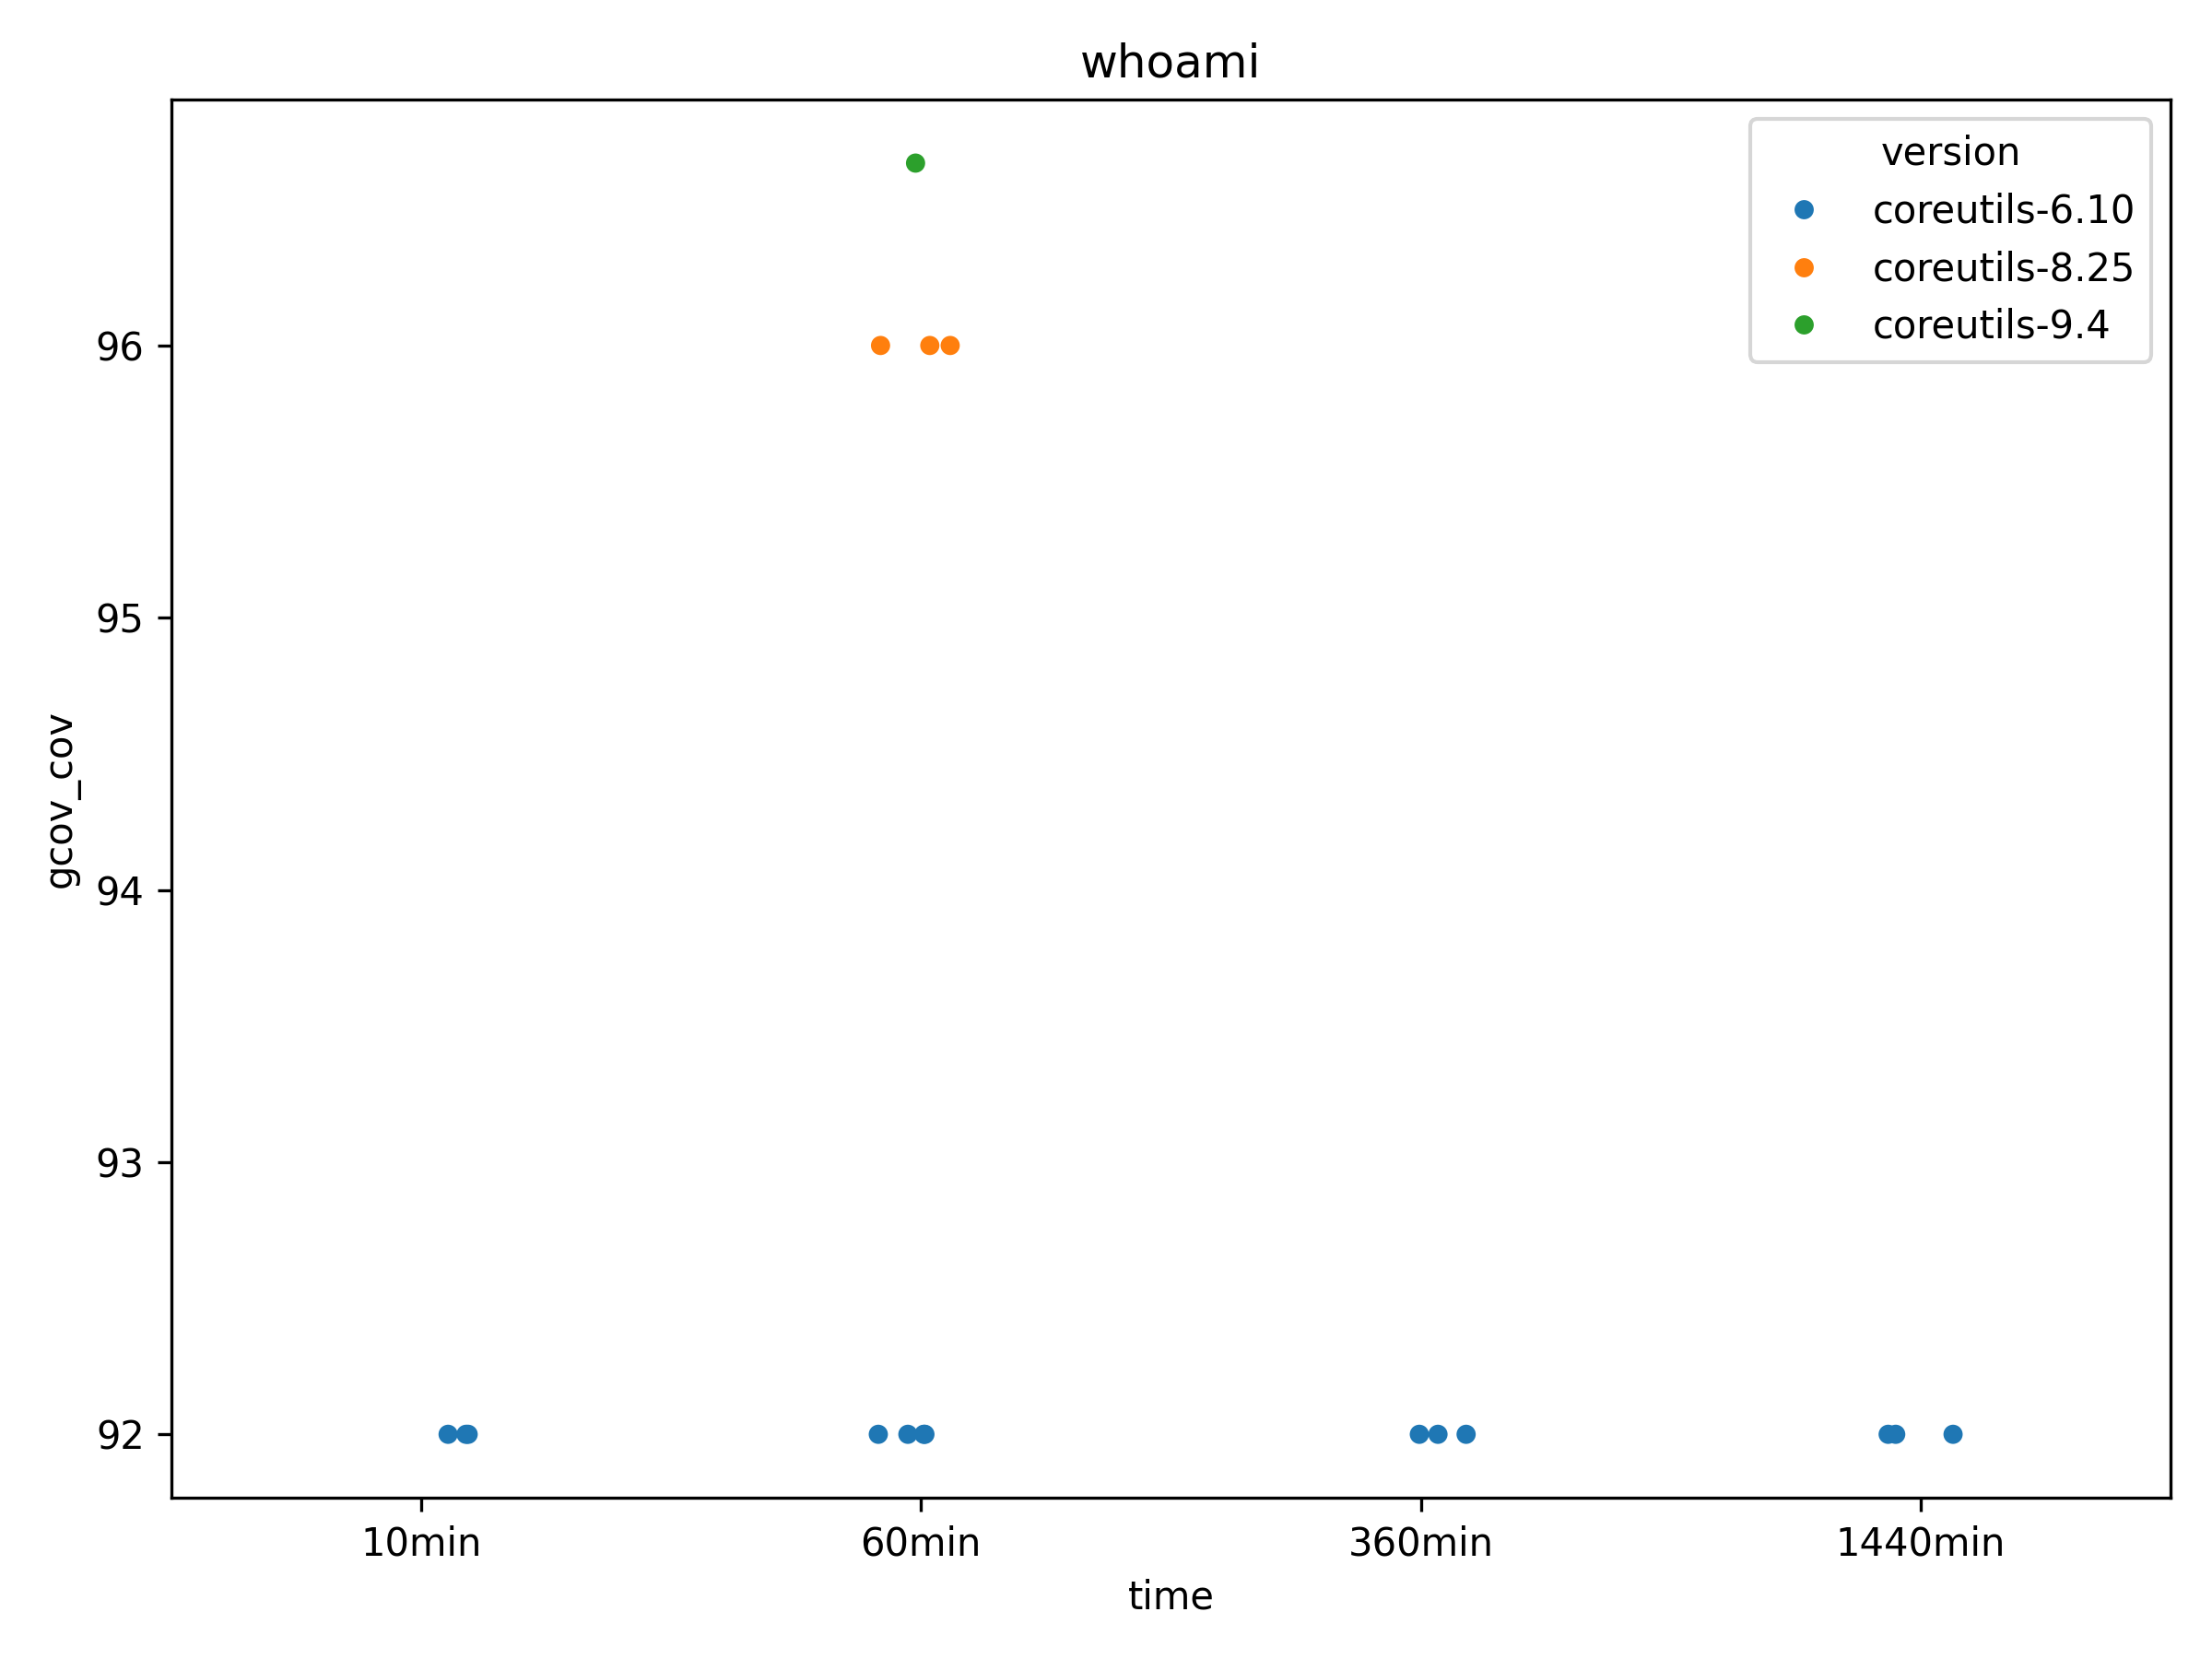 whoami
version
coreutils-6.10
coreutils-8.25
coreutils-9.4
gcov_cov
96
95
94
93
92
10min
60min
360min
1440min
time